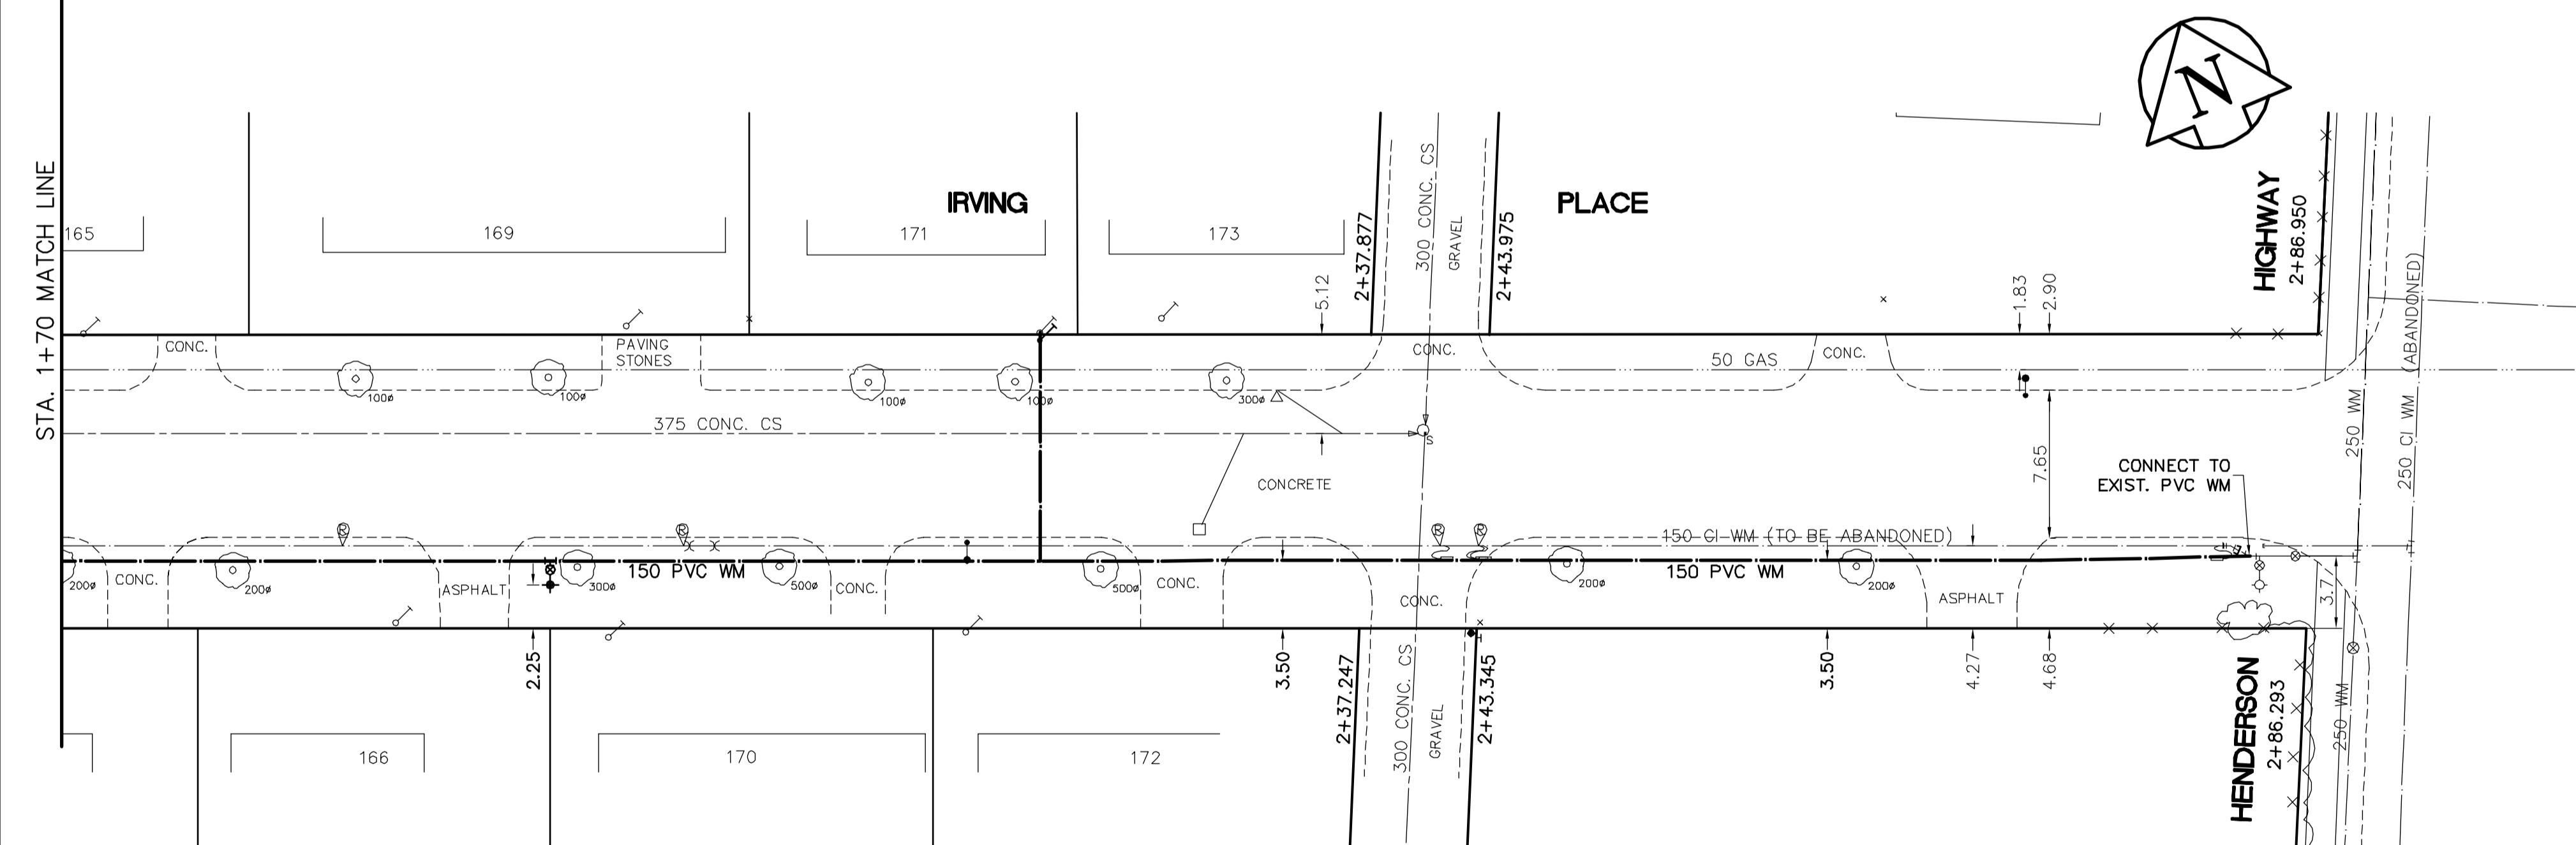 STA. 1+70 MATCH LINE
N
IRVING
PLACE
HIGHWAY
2+86.950
165
169
171
173
2+37.877
300 CONC. CS
GRAVEL
2+43.975
5.12
1.83
2.90
250 CI WM (ABANDONED)
250 WM
CONC.
PAVING
STONES
CONC.
50 GAS
CONC.
100ø
100ø
100ø
100ø
300ø
375 CONC. CS
S
CONCRETE
7.65
CONNECT TO
EXIST. PVC WM
R
R
R
R
150 CI WM (TO BE ABANDONED)
200ø
CONC.
200ø
ASPHALT
300ø
150 PVC WM
500ø
CONC.
500ø
CONC.
CONC.
200ø
150 PVC WM
200ø
ASPHALT
3.7
2.25
3.50
2+37.247
300 CONC. CS
GRAVEL
2+43.345
3.50
4.27
4.68
HENDERSON
2+86.293
250 WM
166
170
172